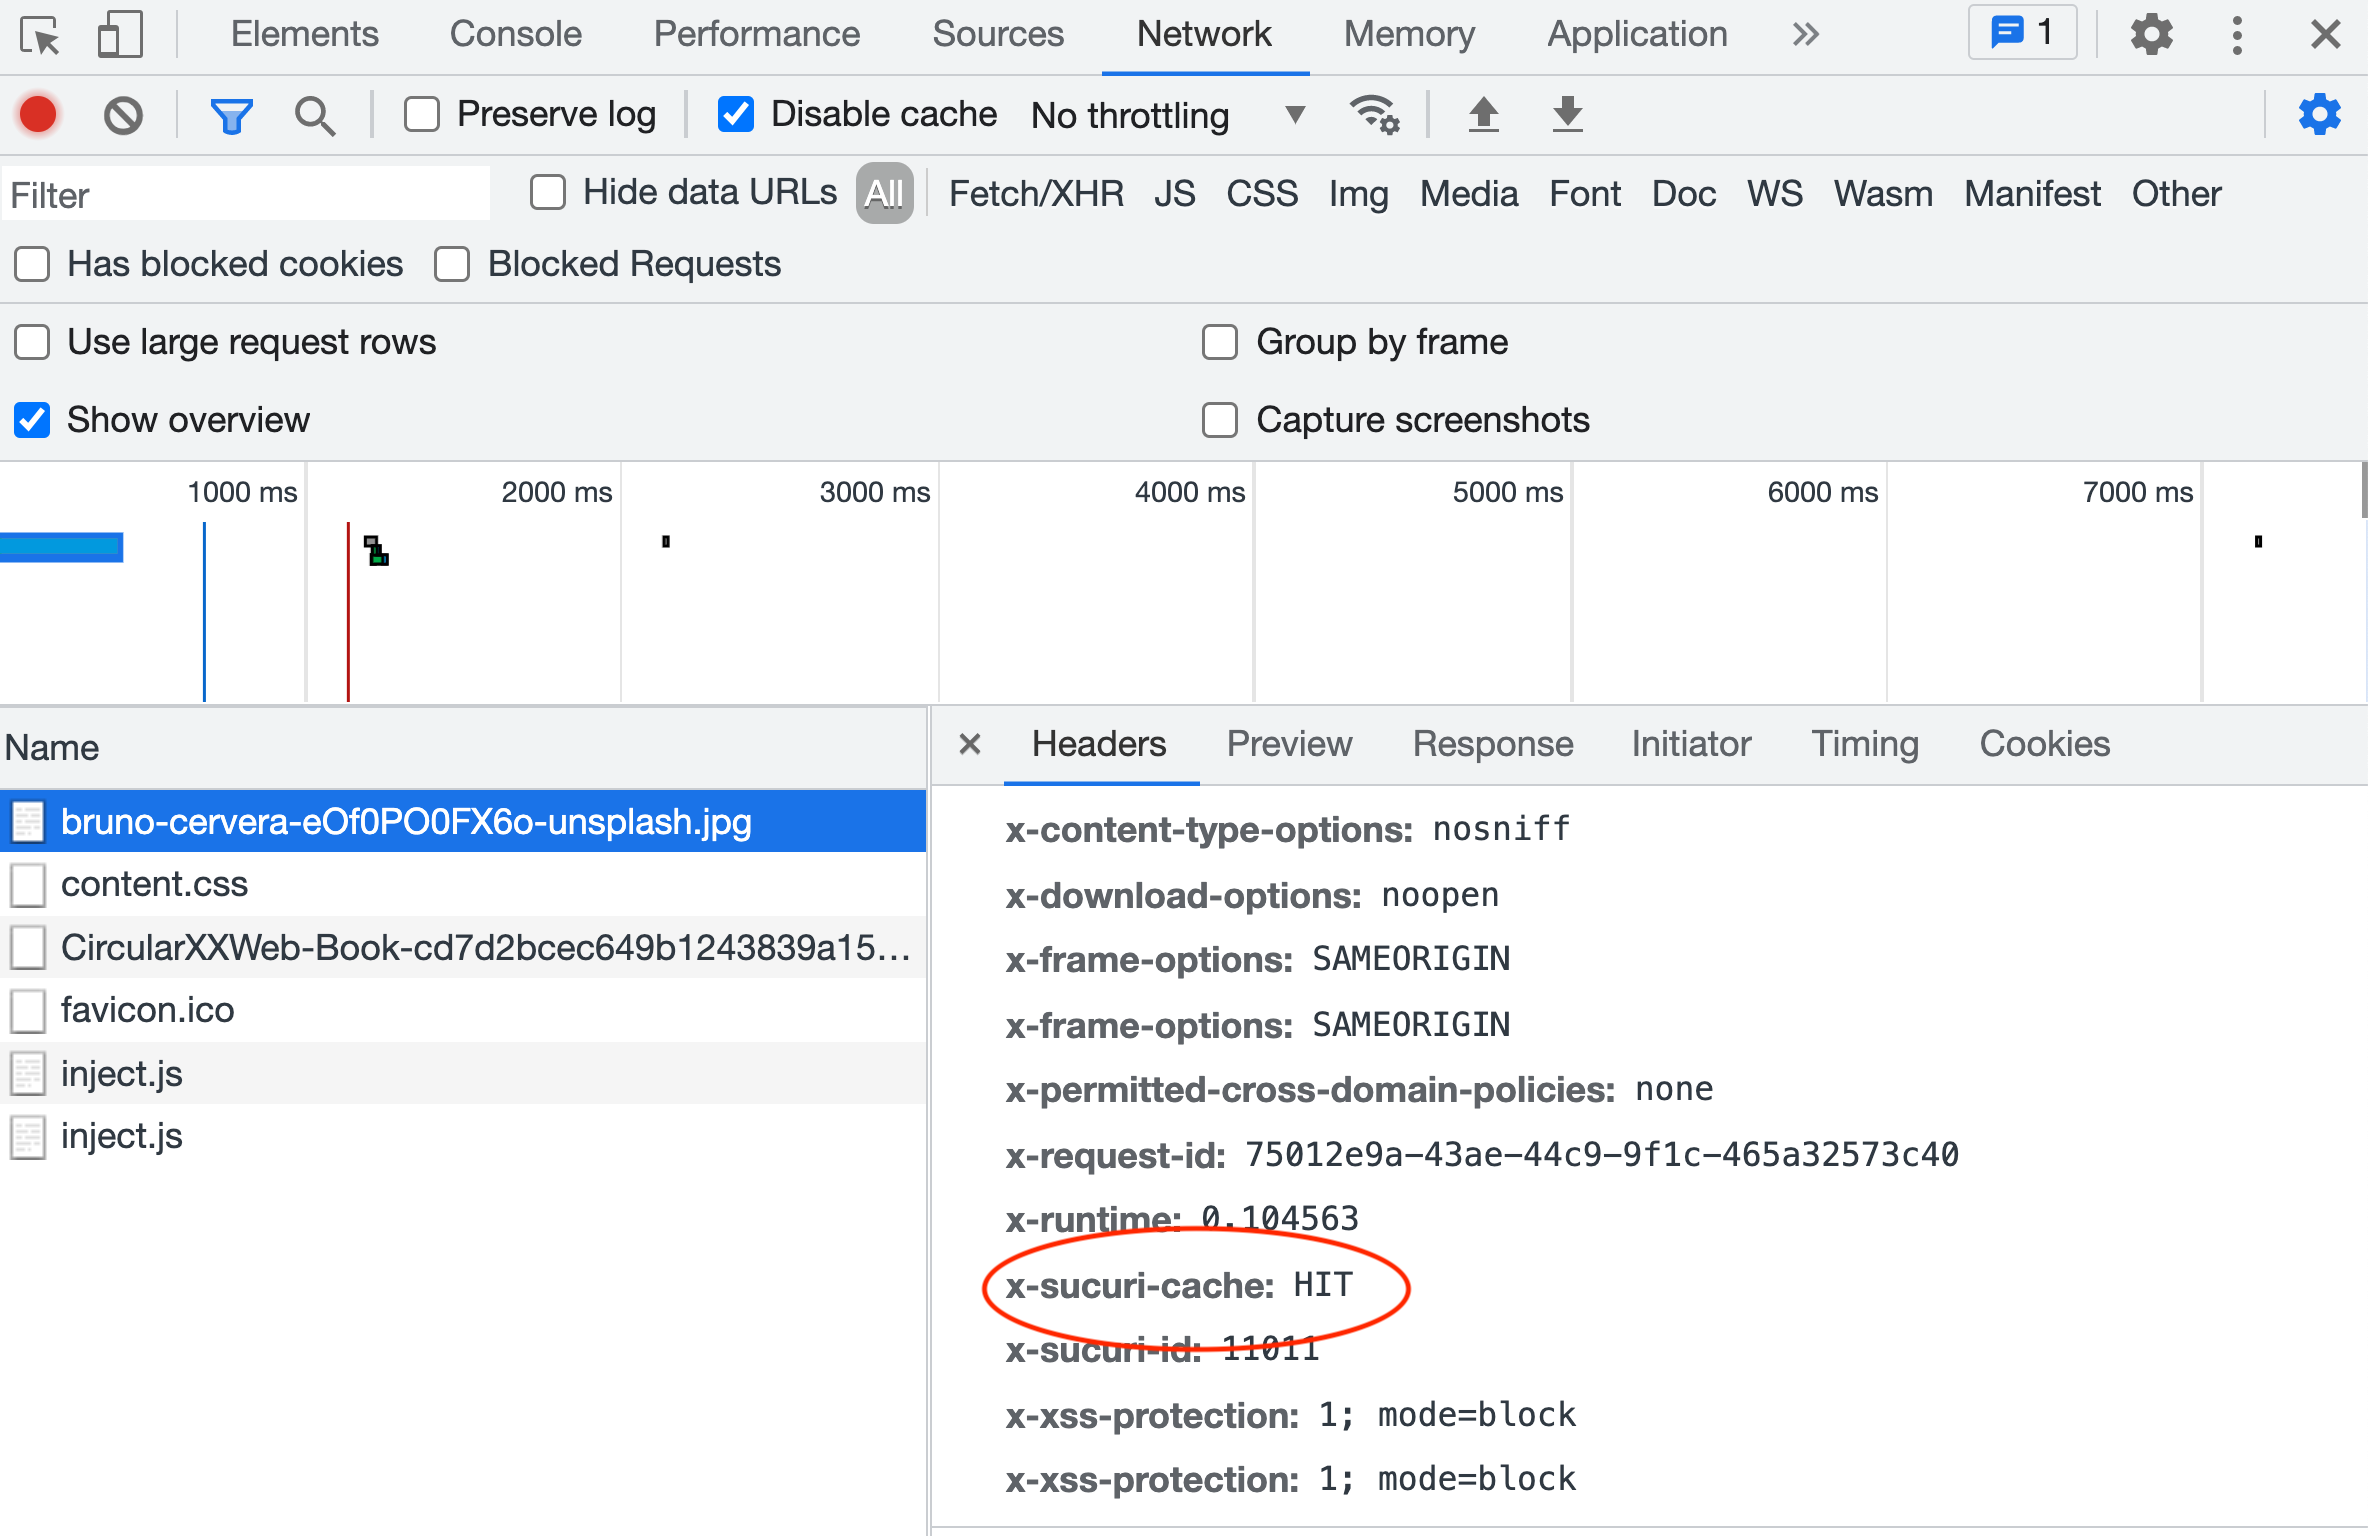 Elements Console Performance Sources Network Memory Application » 1
Preserve log Disable cache No throttling
Filter Hide data URLs All Fetch/XHR JS CSS Img Media Font Doc WS Wasm Manifest Other
Has blocked cookies Blocked Requests
Use large request rows Group by frame
Show overview Capture screenshots
1000 ms 2000 ms 3000 ms 4000 ms 5000 ms 6000 ms 7000 ms
Name
bruno-cervera-eOf0PO0FX6o-unsplash.jpg
content.css
CircularXXWeb-Book-cd7d2bcec649b1243839a15…
favicon.ico
inject.js
inject.js
× Headers Preview Response Initiator Timing Cookies
x-content-type-options: nosniff
x-download-options: noopen
x-frame-options: SAMEORIGIN
x-frame-options: SAMEORIGIN
x-permitted-cross-domain-policies: none
x-request-id: 75012e9a-43ae-44c9-9f1c-465a32573c40
x-runtime: 0.104563
x-sucuri-cache: HIT
x-sucuri-id: 11011
x-xss-protection: 1; mode=block
x-xss-protection: 1; mode=block